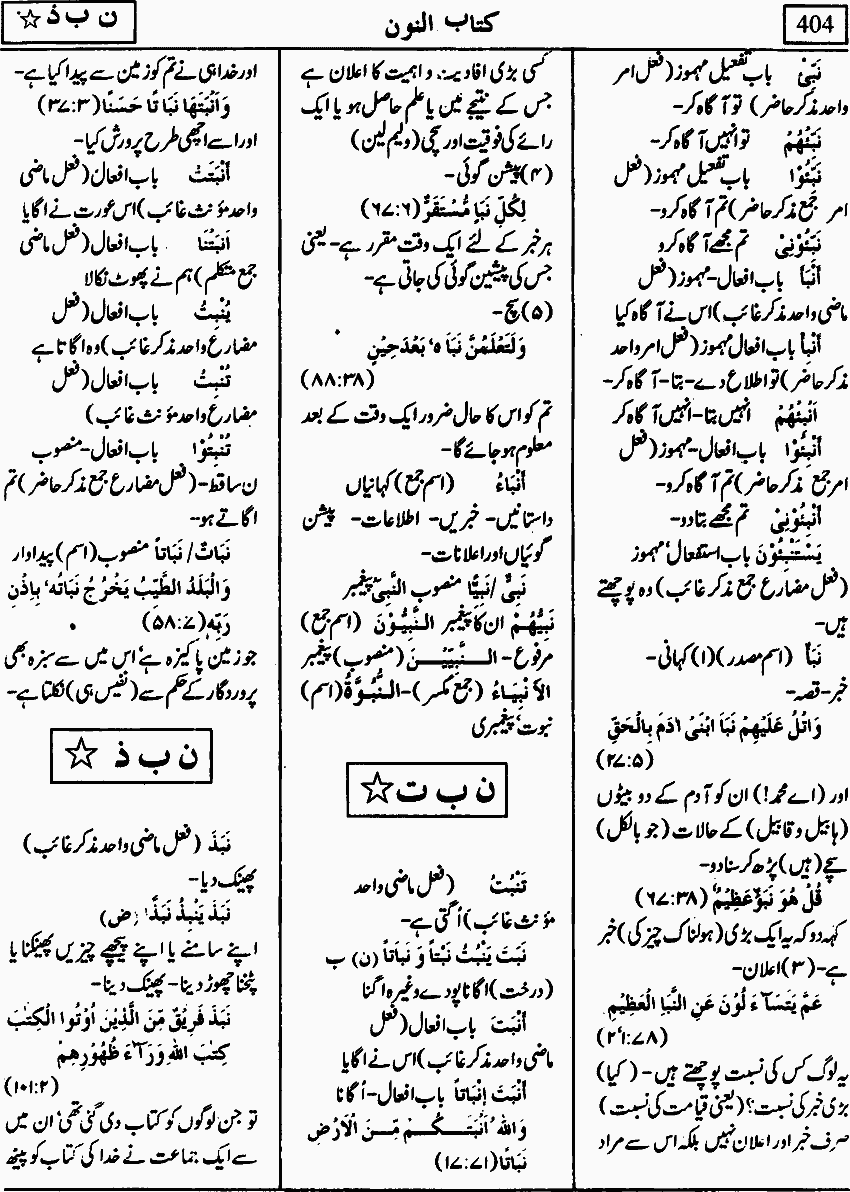 404
کتاب النون
ن ب ذ ☆
نَبِّئْ باب تفعیل مہموز (فعل امر
واحد مذکر حاضر) تو آگاہ کر-
نَبِّئْهُمْ تو انہیں آگاہ کر-
نَبِّئُوْا باب تفعیل مہموز (فعل
امر جمع مذکر حاضر) تم آگاہ کرو-
نَبِّئُوْنِیْ تم مجھے آگاہ کرو
أَنْبَأَ باب افعال- مہموز (فعل
ماضی واحد مذکر غائب) اس نے آگاہ کیا
أَنْبِأْ باب افعال مہموز (فعل امر واحد
مذکر حاضر) تو اطلاع دے- بتا- آگاہ کر-
اَنْبِئْهُمْ انہیں بتا- انہیں آگاہ کر
أَنْبِئُوْا باب افعال- مہموز (فعل
امر جمع مذکر حاضر) تم آگاہ کرو-
أَنْبِئُوْنِیْ تم مجھے بتا دو-
یَسْتَنْبِئُوْنَ باب استفعال‘ مہموز
(فعل مضارع جمع مذکر غائب) وہ پوچھتے
ہیں-
نَبَأٌ (اسم مصدر) (۱) کہانی-
خبر- قصہ-
وَاتْلُ عَلَیْهِمْ نَبَاَ ابْنَیْ اٰدَمَ بِالْحَقِّ
(۲۷:۵)
اور (اے محمد!) ان کو آدم کے دو بیٹوں
(ہابیل و قابیل) کے حالات (جو بالکل)
سچے (ہیں) پڑھ کر سنا دو-
قُلْ هُوَ نَبَؤٌ عَظِیْمٌ (۶۷:۳۸)
کہہ دو کہ یہ ایک بڑی (ہولناک چیز کی) خبر
ہے- (۳) اعلان-
عَمَّ یَتَسَآءَ لُوْنَ عَنِ النَّبَاِ الْعَظِیْمِ
(۲٬۱:۷۸)
یہ لوگ کس کی نسبت پوچھتے ہیں- (کیا)
بڑی خبر کی نسبت؟ (یعنی قیامت کی نسبت)
صرف خبر اور اعلان نہیں بلکہ اس سے مراد
کسی بڑی افادیت و اہمیت کا اعلان ہے
جس کے نتیجے میں یا علم حاصل ہو یا ایک
رائے کی فوقیت اور سچی (ولیم لین)
(۴) پیشن گوئی-
لِکُلِّ نَبَاٍ مُّسْتَقَرٌّ (۶۷:۶)
ہر خبر کے لئے ایک وقت مقرر ہے- یعنی
جس کی پیشین گوئی کی جاتی ہے-
(۵) سچ-
وَلَتَعْلَمُنَّ نَبَاَ ہٗ بَعْدَ حِیْنٍ
(۸۸:۳۸)
تم کو اس کا حال ضرور ایک وقت کے بعد
معلوم ہو جائے گا-
أَنْبَاءُ (اسم جمع) کہانیاں
داستانیں- خبریں- اطلاعات- پیشن
گوئیاں اور اعلانات-
نَبِیٌّ / نَبِیًّا منصوب النَّبِیّ پیغمبر
نَبِیُّهُمْ ان کا پیغمبر النَّبِیُّوْنَ (اسم جمع)
مرفوع- النَّبِیّیْنَ (منصوب) پیغمبر
الأَنْبِیَاءُ (جمع مکسر)- النُّبُوَّةُ (اسم)
نبوت‘ پیغمبری
ن ب ت ☆
تَنْبُتُ (فعل ماضی واحد
مؤنث غائب) اُگتی ہے-
نَبَتَ یَنْبُتُ نَبْتاً وَ نَبَاتاً (ن) ب
(درخت) اگانا پودے وغیرہ اگنا
أَنْبَتَ باب افعال (فعل
ماضی واحد مذکر غائب) اس نے اگایا
أَنْبَتَ اِنْبَاتاً باب افعال- اُگانا
وَاللهُ اَنْبَتَکُمْ مِّنَ الْاَرْضِ
نَبَاتًا (۱۷:۷۱)
اور خدا ہی نے تم کو زمین سے پیدا کیا ہے-
وَاَنْبَتَهَا نَبَا تًا حَسَنًا (۳۷:۳)
اور اسے اچھی طرح پرورش کیا-
أَنْبَتَتْ باب افعال (فعل ماضی
واحد مؤنث غائب) اس عورت نے اگایا
اَنْبَتْنَا باب افعال (فعل ماضی
جمع متکلم) ہم نے پھوٹ نکالا
یُنْبِتُ باب افعال (فعل
مضارع واحد مذکر غائب) وہ اگاتا ہے
تُنْبِتُ باب افعال (فعل
مضارع واحد مؤنث غائب)
تُنْبِتُوْا باب افعال- منصوب
ن ساقط- (فعل مضارع جمع مذکر حاضر) تم
اگاتے ہو-
نَبَاتٌ / نَبَاتاً منصوب (اسم) پیداوار
وَالْبَلَدُ الطَّیِّبُ یَخْرُجُ نَبَاتُهٗ بِاِذْنِ
رَبِّهٖ (۵۸:۷)
جو زمین پاکیزہ ہے‘ اس میں سے سبزہ بھی
پروردگار کے حکم سے (نفیس ہی) نکلتا ہے-
ن ب ذ ☆
نَبَذَ (فعل ماضی واحد مذکر غائب)
پھینک دیا-
نَبَذَ یَنْبِذُ نَبْذًا (ض)
اپنے سامنے یا اپنے پیچھے چیزیں پھینکنا یا
پٹخنا چھوڑ دینا- پھینک دینا-
نَبَذَ فَرِیْقٌ مِّنَ الَّذِیْنَ اُوْتُوا الْکِتٰبَ
کِتٰبَ اللهِ وَرَآءَ ظُهُوْرِهِمْ
(۱۰۱:۲)
تو جن لوگوں کو کتاب دی گئی تھی‘ ان میں
سے ایک جماعت نے خدا کی کتاب کو پیٹھ